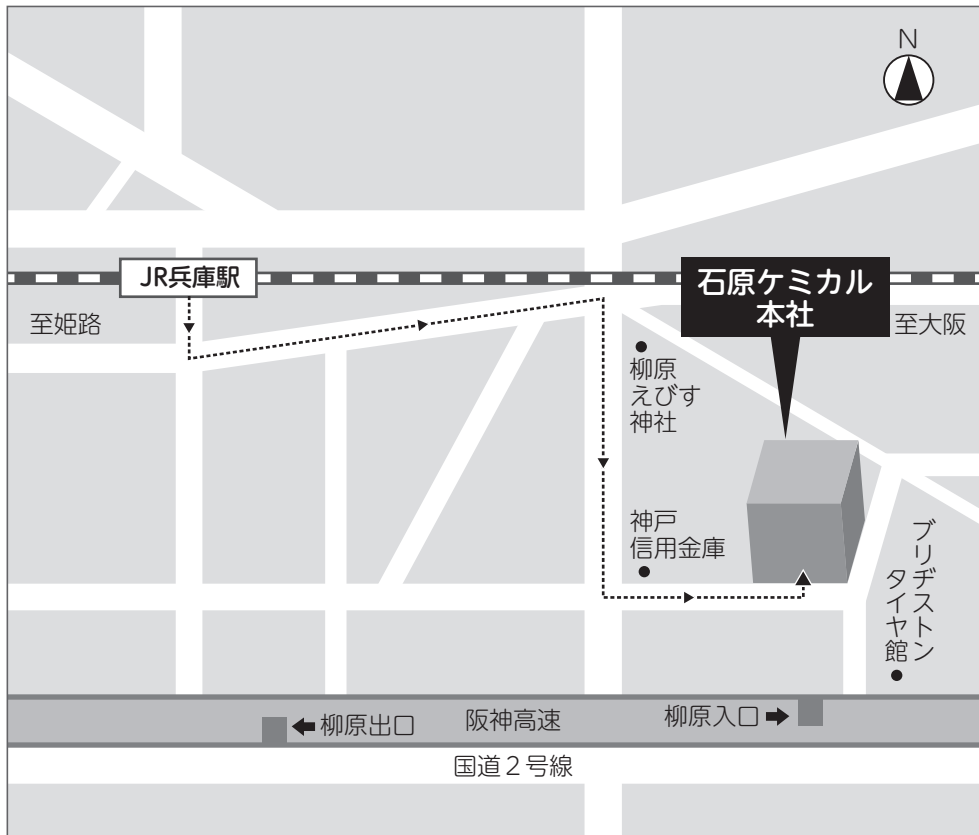 N
JR兵庫駅
石原ケミカル
本社
至姫路
至大阪
柳原
えびす
神社
神戸
信用金庫
ブリヂストン
タイヤ館
柳原出口
阪神高速
柳原入口
国道2号線